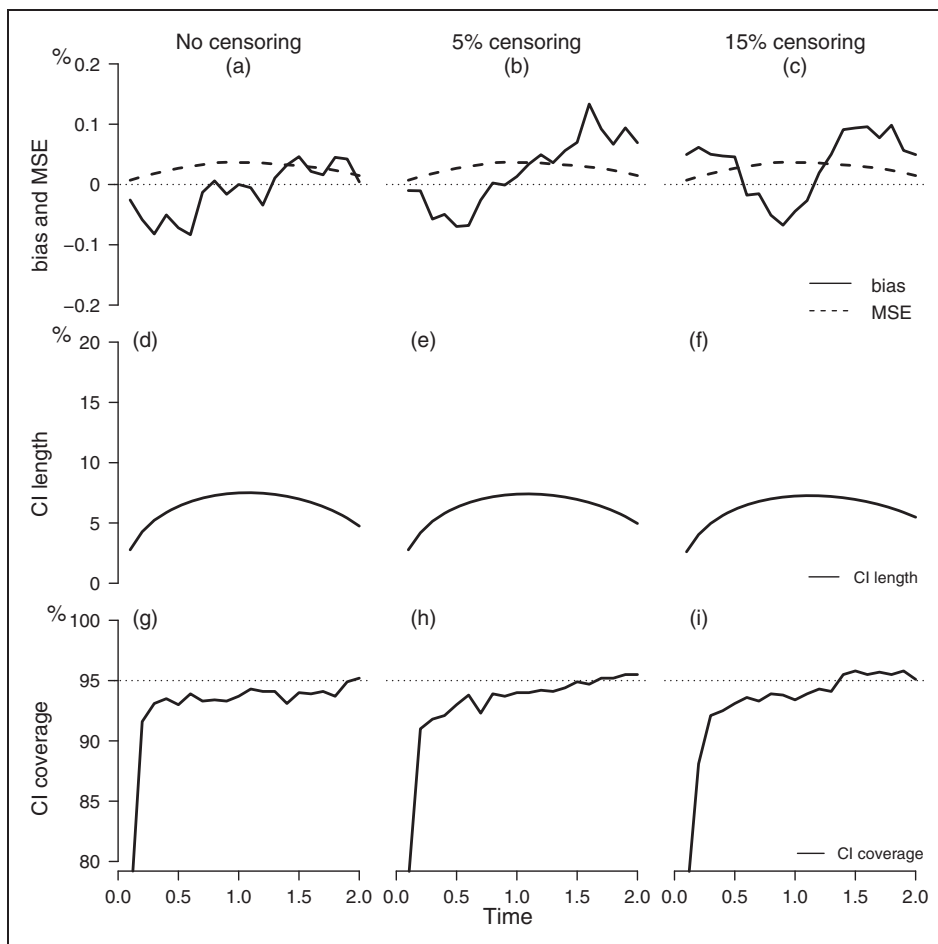 No censoring 5% censoring 15% censoring
(a) (b) (c)
%
0.2
0.1
0
−0.1
−0.2
bias and MSE
bias
MSE
%
(d) (e) (f)
20
15
10
5
0
CI length
CI length
%
(g) (h) (i)
100
95
90
85
80
CI coverage
CI coverage
0.0 0.5 1.0 1.5 2.0 0.0 0.5 1.0 1.5 2.0 0.0 0.5 1.0 1.5 2.0
Time